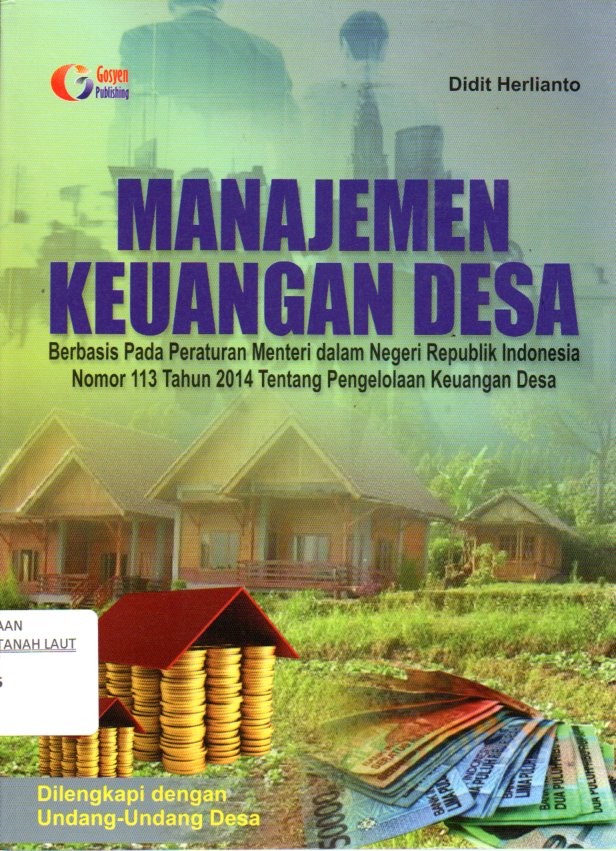 Gosyen
Publishing
Didit Herlianto
MANAJEMEN
KEUANGAN DESA
Berbasis Pada Peraturan Menteri dalam Negeri Republik Indonesia
Nomor 113 Tahun 2014 Tentang Pengelolaan Keuangan Desa
AAN
TANAH LAUT
Dilengkapi dengan
Undang-Undang Desa
50000